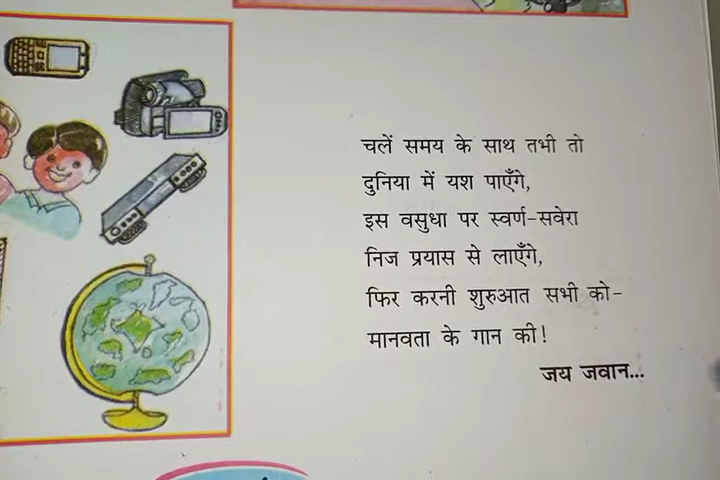 चलें समय के साथ तभी तो
दुनिया में यश पाएँगे,
इस वसुधा पर स्वर्ण-सवेरा
निज प्रयास से लाएँगे,
फिर करनी शुरुआत सभी को-
मानवता के गान की!
जय जवान...